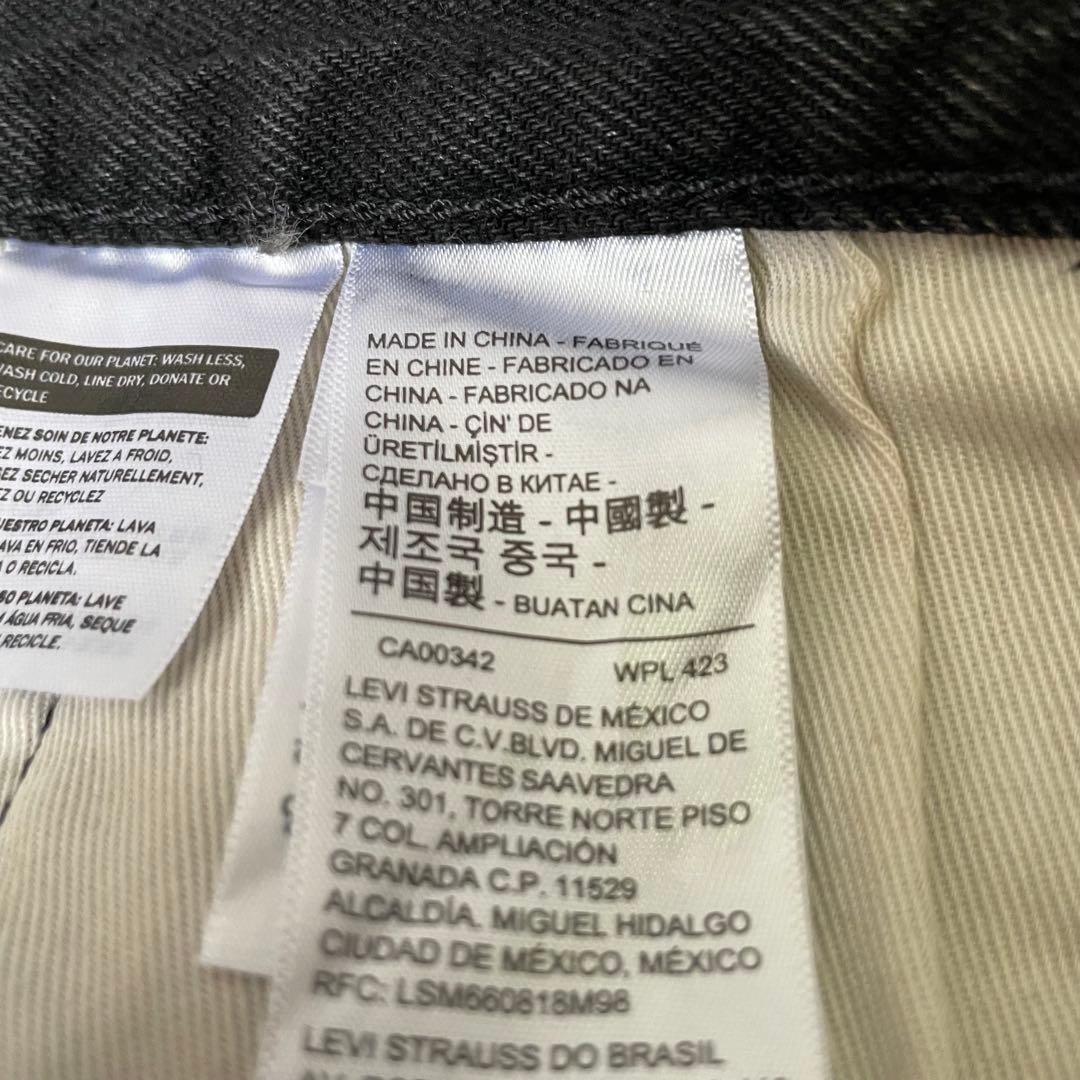 CARE FOR OUR PLANET: WASH LESS,
WASH COLD, LINE DRY, DONATE OR
RECYCLE
ENEZ SOIN DE NOTRE PLANETE:
EZ MOINS, LAVEZ A FROID,
EZ SECHER NATURELLEMENT,
Z OU RECYCLEZ
UESTRO PLANETA: LAVA
AVA EN FRIO, TIENDE LA
A O RECICLA.
SO PLANETA: LAVE
M ÁGUA FRIA, SEQUE
RECICLE.
MADE IN CHINA - FABRIQUÉ
EN CHINE - FABRICADO EN
CHINA - FABRICADO NA
CHINA - ÇİN' DE
ÜRETİLMİŞTİR -
СДЕЛАНО В КИТАЕ -
中国制造 - 中國製 -
제조국 중국 -
中国製 - BUATAN CINA
CA00342 WPL 423
LEVI STRAUSS DE MÉXICO
S.A. DE C.V.BLVD. MIGUEL DE
CERVANTES SAAVEDRA
NO. 301, TORRE NORTE PISO
7 COL. AMPLIACIÓN
GRANADA C.P. 11529
ALCALDÍA. MIGUEL HIDALGO
CIUDAD DE MÉXICO, MÉXICO
RFC: LSM660818M98
LEVI STRAUSS DO BRASIL